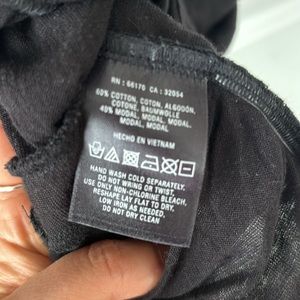 RN : 66170 CA : 32054
60% COTTON, COTON, ALGODÓN,
COTONE, BAUMWOLLE
40% MODAL, MODAL, MODAL,
MODAL, MODAL
HECHO EN VIETNAM
HAND WASH COLD SEPARATELY.
DO NOT WRING OR TWIST.
USE ONLY NON-CHLORINE BLEACH,
RESHAPE LAY FLAT TO DRY.
LOW IRON AS NEEDED,
DO NOT DRY CLEAN